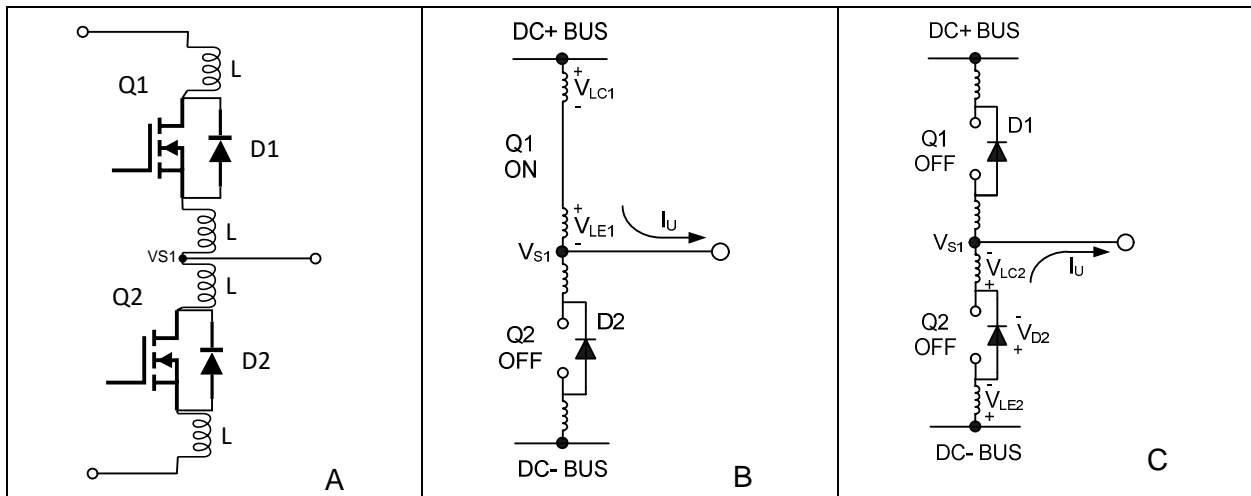 L
Q1
D1
L
VS1
L
Q2
D2
L
A
DC+ BUS
+
VLC1
-
Q1
ON
+
VLE1
-
IU
VS1
D2
Q2
OFF
DC- BUS
B
DC+ BUS
D1
Q1
OFF
VS1
-
VLC2
+
IU
Q2
OFF
-
VD2
+
-
VLE2
+
DC- BUS
C